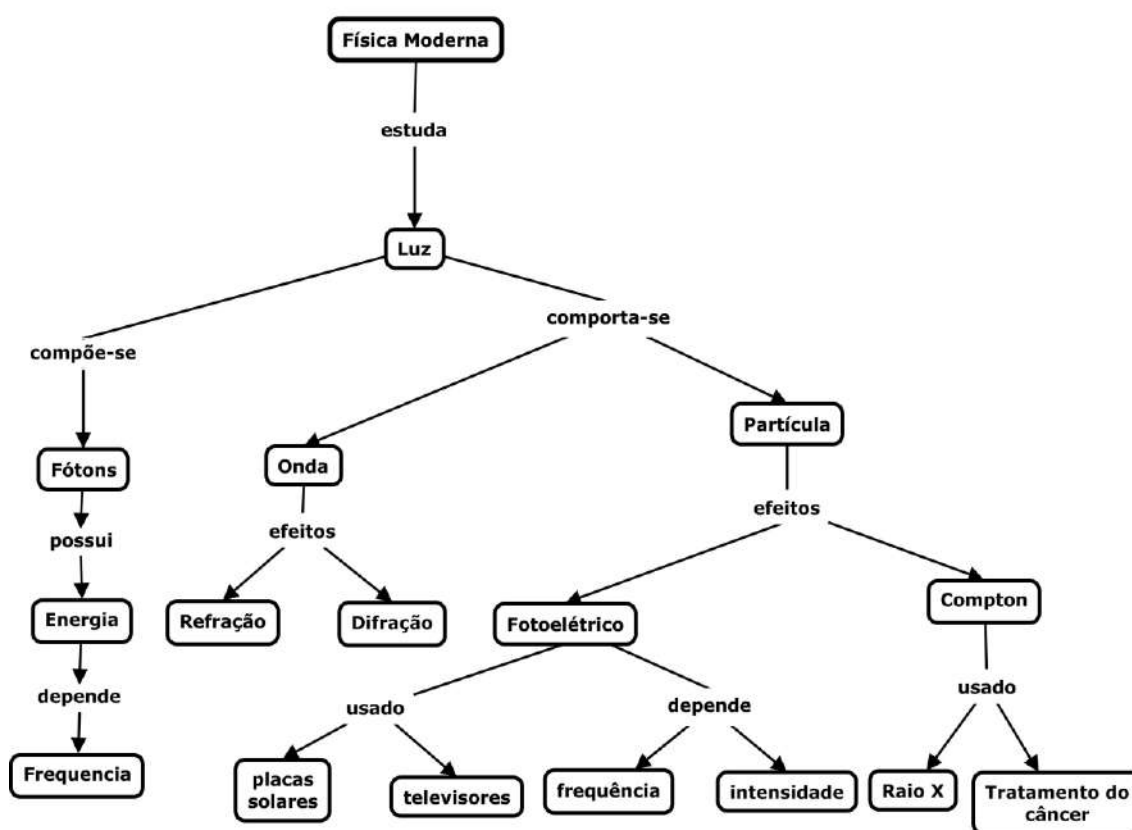 Física Moderna
estuda
Luz
comporta-se
compõe-se
Partícula
Fótons
Onda
efeitos
possui
efeitos
Energia
Refração
Difração
Fotoelétrico
Compton
depende
usado
depende
usado
Frequencia
placas
solares
televisores
frequência
intensidade
Raio X
Tratamento do
câncer